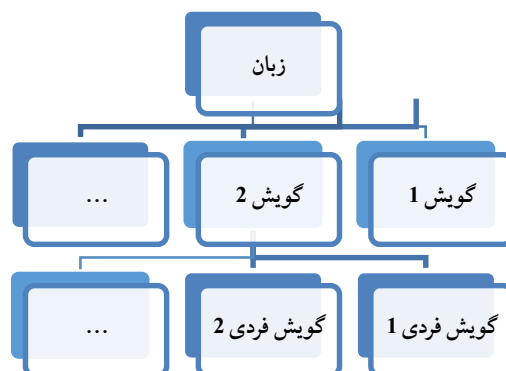 زبان
گویش 1
گویش 2
...
گویش فردی 1
گویش فردی 2
...